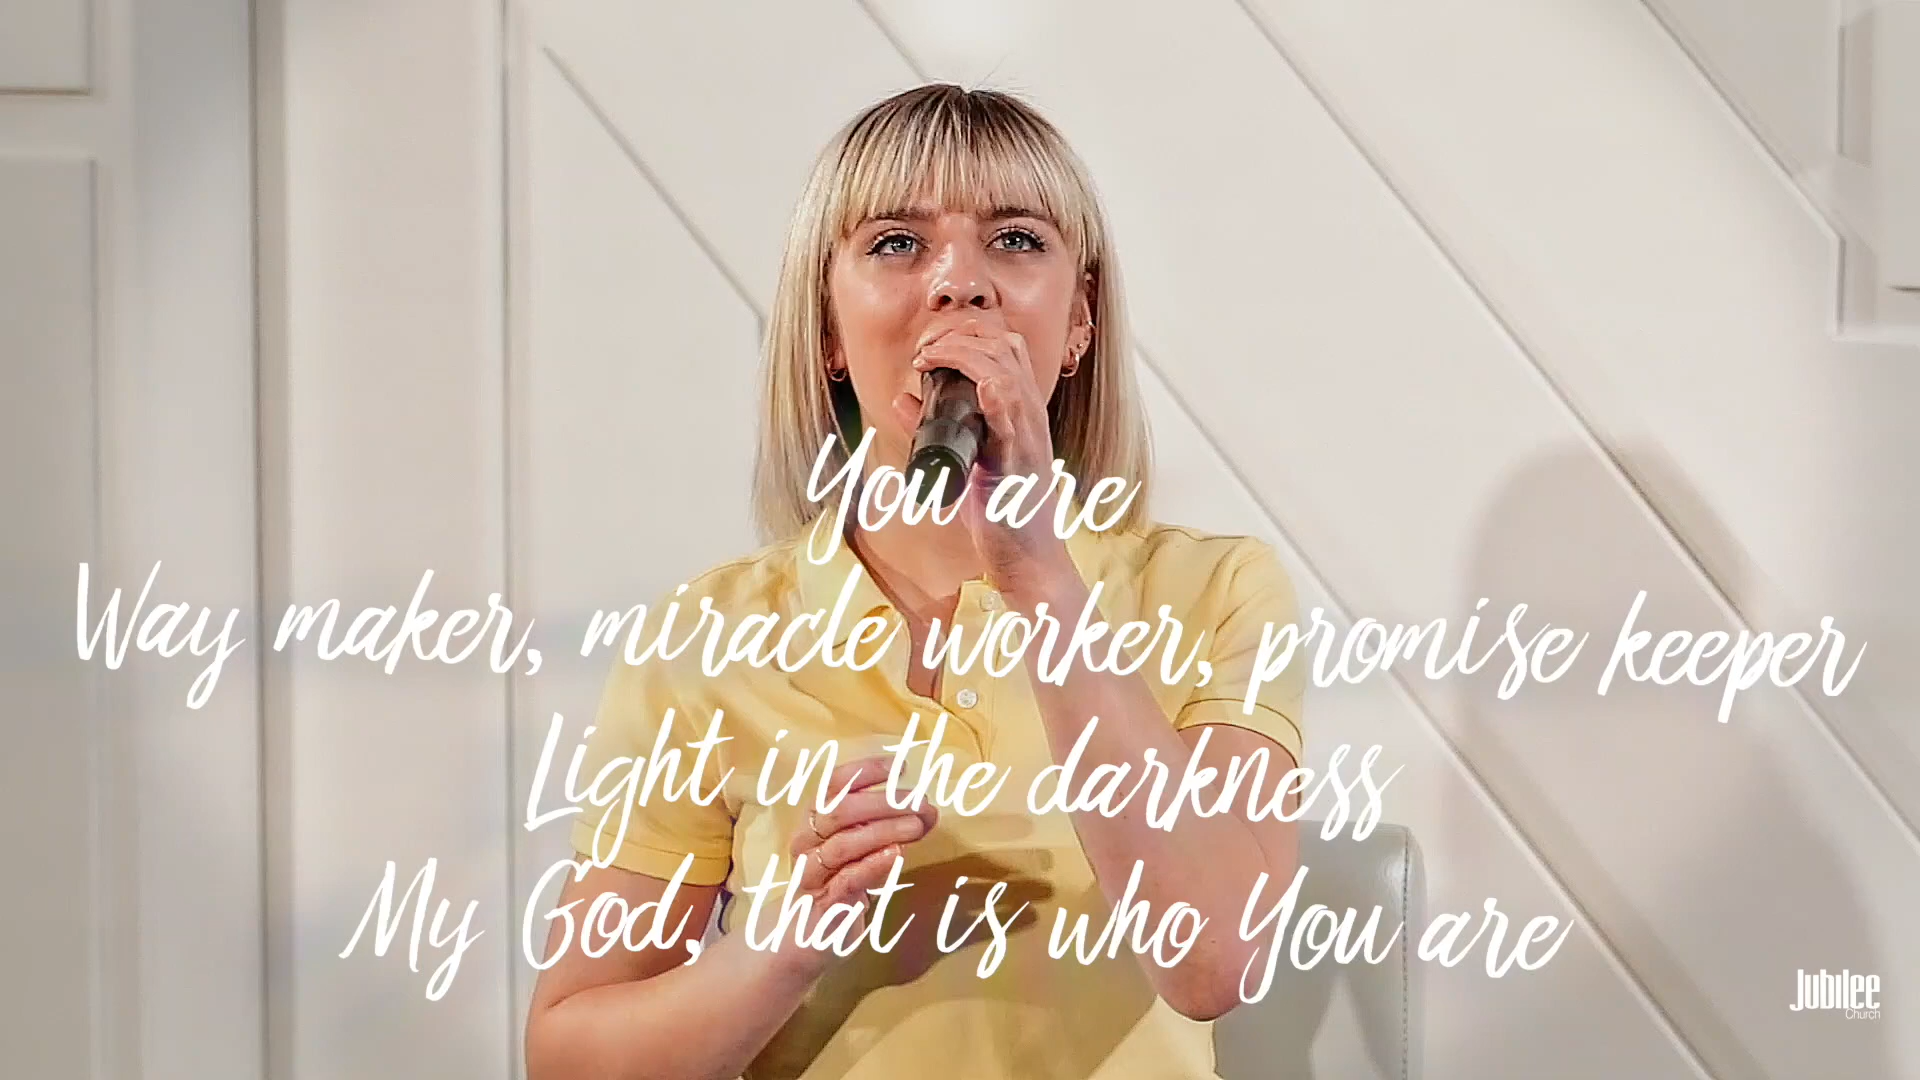 You are
Way maker, miracle worker, promise keeper
Light in the darkness
My God, that is who You are
Jubilee
Church